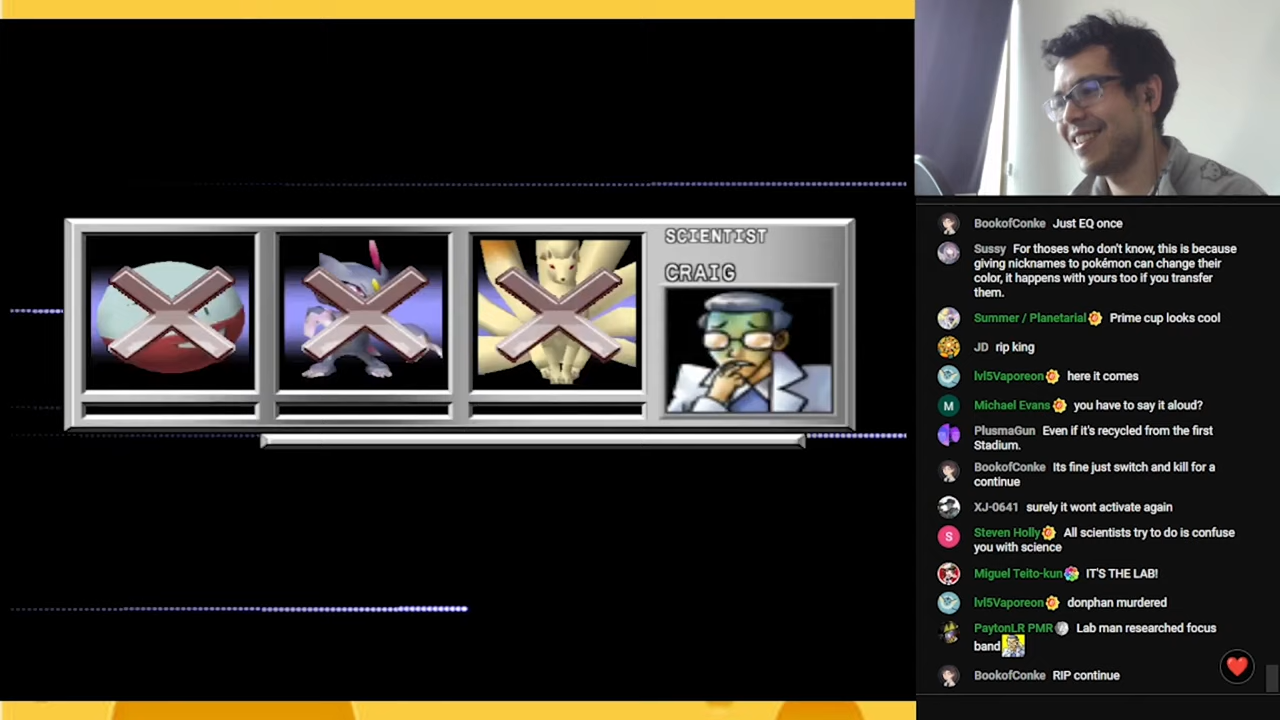 SCIENTIST
CRAIG
BookofConke Just EQ once
Sussy For thoses who don't know, this is because
giving nicknames to pokémon can change their
color, it happens with yours too if you transfer
them.
Summer / Planetarial Prime cup looks cool
JD rip king
lvl5Vaporeon here it comes
M Michael Evans you have to say it aloud?
PlusmaGun Even if it's recycled from the first
Stadium.
BookofConke Its fine just switch and kill for a
continue
XJ-0641 surely it wont activate again
S Steven Holly All scientists try to do is confuse
you with science
Miguel Teito-kun IT'S THE LAB!
lvl5Vaporeon donphan murdered
PaytonLR PMR Lab man researched focus
band
BookofConke RIP continue